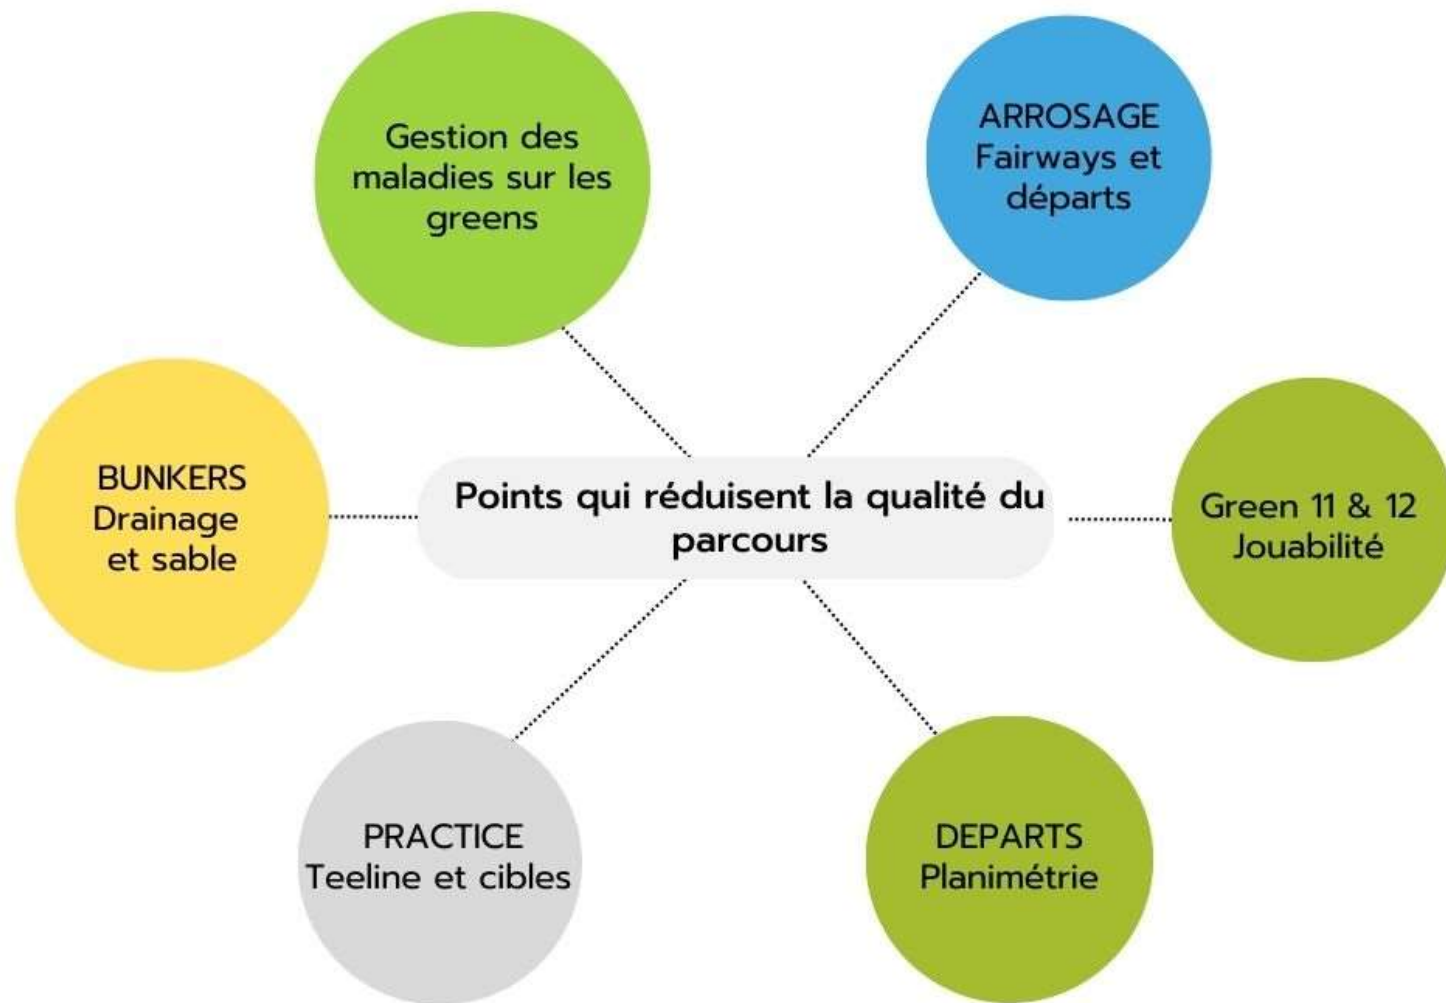 Gestion des
maladies sur les
greens
ARROSAGE
Fairways et
départs
BUNKERS
Drainage
et sable
Points qui réduisent la qualité du
parcours
Green 11 & 12
Jouabilité
PRACTICE
Teeline et cibles
DEPARTS
Planimétrie